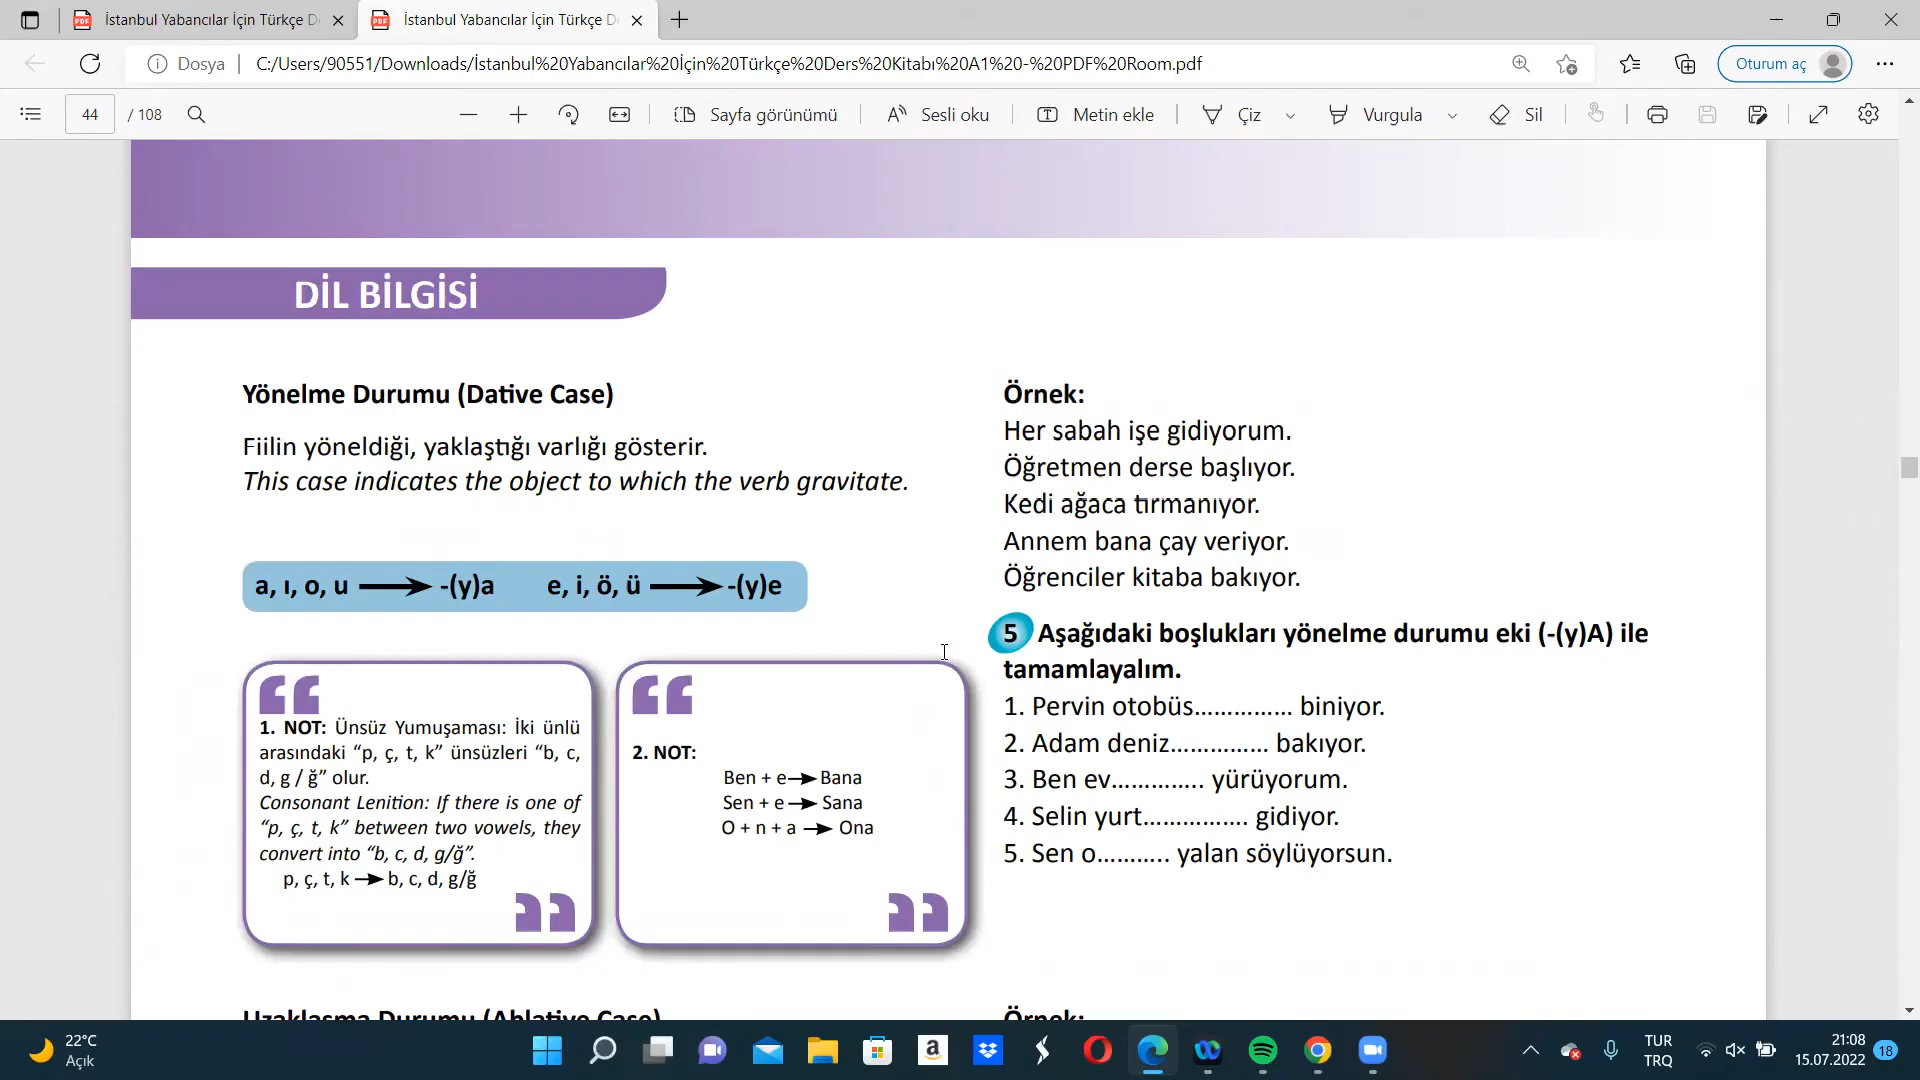 İstanbul Yabancılar İçin Türkçe D
İstanbul Yabancılar İçin Türkçe D
Dosya
C:/Users/90551/Downloads/İstanbul%20Yabancılar%20İçin%20Türkçe%20Ders%20Kitabı%20A1%20-%20PDF%20Room.pdf
Oturum aç
44 / 108
Sayfa görünümü
Sesli oku
Metin ekle
Çiz
Vurgula
Sil
DİL BİLGİSİ
Yönelme Durumu (Dative Case)
Fiilin yöneldiği, yaklaştığı varlığı gösterir.
This case indicates the object to which the verb gravitate.
a, ı, o, u → -(y)a e, i, ö, ü → -(y)e
1. NOT: Ünsüz Yumuşaması: İki ünlü
arasındaki “p, ç, t, k” ünsüzleri “b, c,
d, g / ğ” olur.
Consonant Lenition: If there is one of
“p, ç, t, k” between two vowels, they
convert into “b, c, d, g/ğ”.
p, ç, t, k → b, c, d, g/ğ
2. NOT:
Ben + e → Bana
Sen + e → Sana
O + n + a → Ona
Örnek:
Her sabah işe gidiyorum.
Öğretmen derse başlıyor.
Kedi ağaca tırmanıyor.
Annem bana çay veriyor.
Öğrenciler kitaba bakıyor.
5 Aşağıdaki boşlukları yönelme durumu eki (-(y)A) ile
tamamlayalım.
1. Pervin otobüs…………… biniyor.
2. Adam deniz…………… bakıyor.
3. Ben ev………….. yürüyorum.
4. Selin yurt……………. gidiyor.
5. Sen o……….. yalan söylüyorsun.
Uzaklaşma Durumu (Ablative Case)
Örnek:
22°C
Açık
TUR
TRQ
21:08
15.07.2022
18